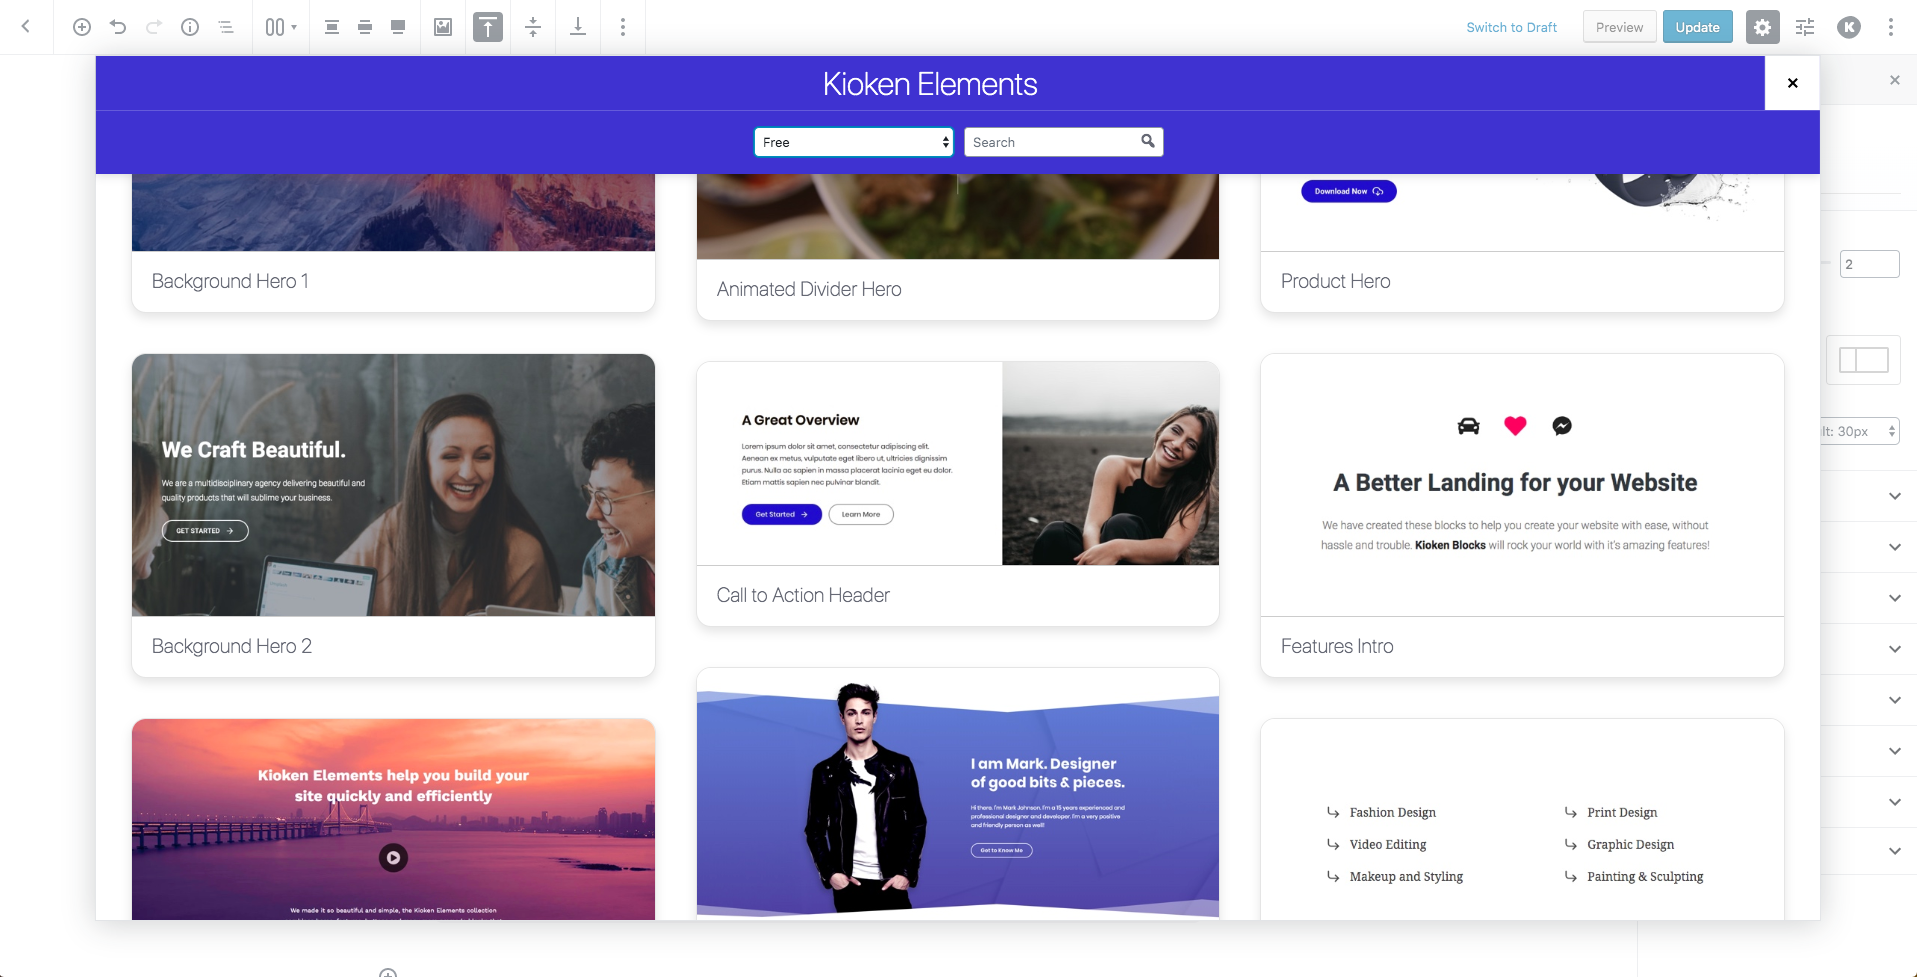 Switch to Draft
Preview
Update
K
Kioken Elements
×
Free
Search
Download Now
Background Hero 1
Animated Divider Hero
Product Hero
2
We Craft Beautiful.
We are a multidisciplinary agency delivering beautiful and
quality products that will sublime your business.
GET STARTED
Background Hero 2
A Great Overview
Lorem ipsum dolor sit amet, consectetur adipiscing elit.
Aenean ex metus, vulputate eget libero ut, ultricies dignissim
purus. Nulla ac sapien in massa placerat lacinia eget eu dolor.
Etiam mattis sapien nec pulvinar blandit.
Get Started
Learn More
Call to Action Header
A Better Landing for your Website
We have created these blocks to help you create your website with ease, without
hassle and trouble. Kioken Blocks will rock your world with it's amazing features!
Features Intro
lt: 30px
Kioken Elements help you build your
site quickly and efficiently
We made it so beautiful and simple, the Kioken Elements collection
I am Mark. Designer
of good bits & pieces.
Hi there. I'm Mark Johnson. I'm a 15 years experienced and
professional designer and developer. I'm a very positive
and friendly person as well!
Get to Know Me
Fashion Design
Print Design
Video Editing
Graphic Design
Makeup and Styling
Painting & Sculpting